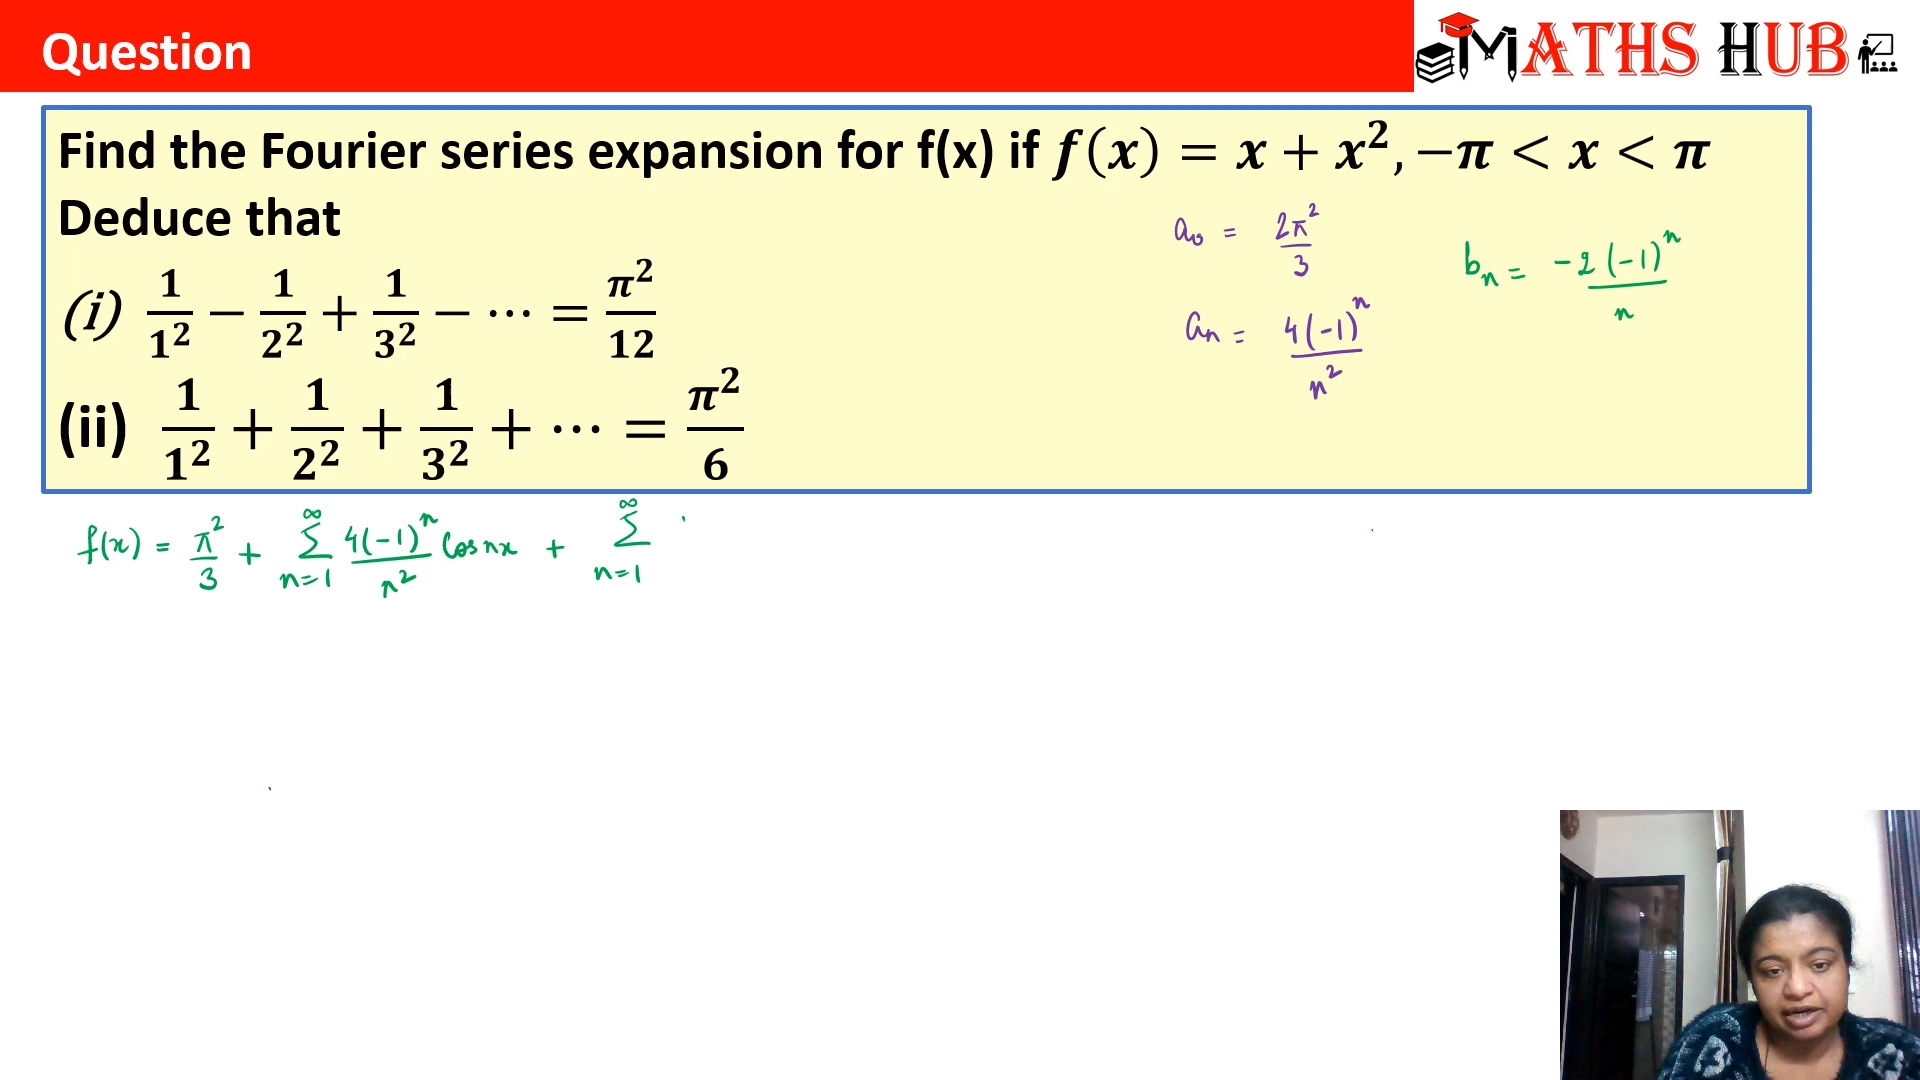 Question
MATHS HUB
Find the Fourier series expansion for f(x) if f(x) = x + x², −π < x < π
Deduce that
(i) 1/1² − 1/2² + 1/3² − ⋯ = π²/12
(ii) 1/1² + 1/2² + 1/3² + ⋯ = π²/6
a₀ = 2π²/3
aₙ = 4(-1)ⁿ/n²
bₙ = -2(-1)ⁿ/n
f(x) = π²/3 + ∞∑n=1 4(-1)ⁿ/n² Cos nx + ∞∑n=1